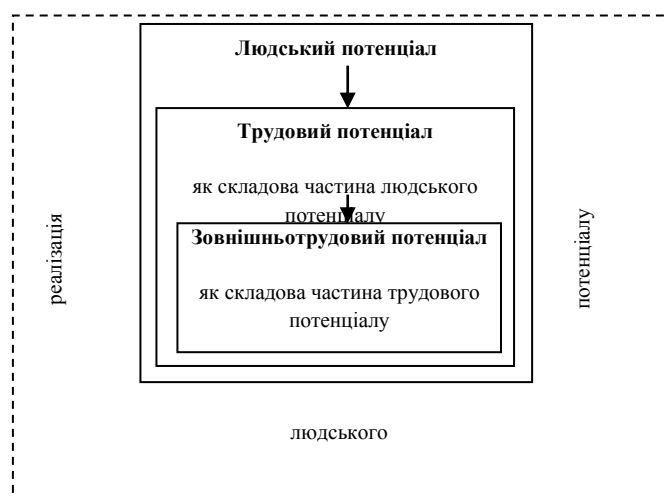 Людський потенціал
Трудовий потенціал
як складова частина людського
потенціалу
Зовнішньотрудовий потенціал
як складова частина трудового
потенціалу
реалізація
людського
потенціалу